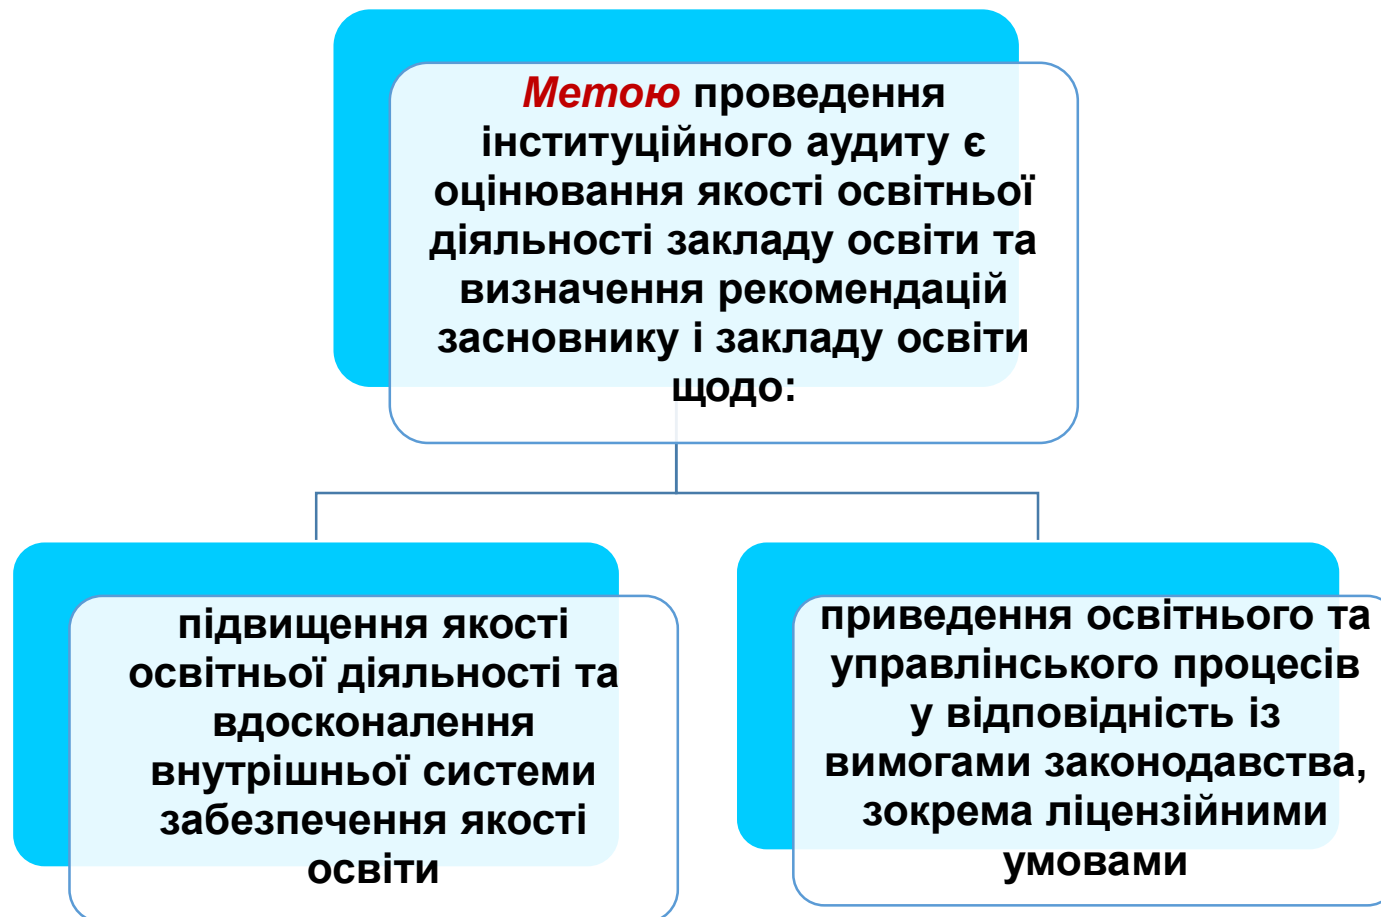 Метою проведення
інституційного аудиту є
оцінювання якості освітньої
діяльності закладу освіти та
визначення рекомендацій
засновнику і закладу освіти
щодо:
підвищення якості
освітньої діяльності та
вдосконалення
внутрішньої системи
забезпечення якості
освіти
приведення освітнього та
управлінського процесів
у відповідність із
вимогами законодавства,
зокрема ліцензійними
умовами